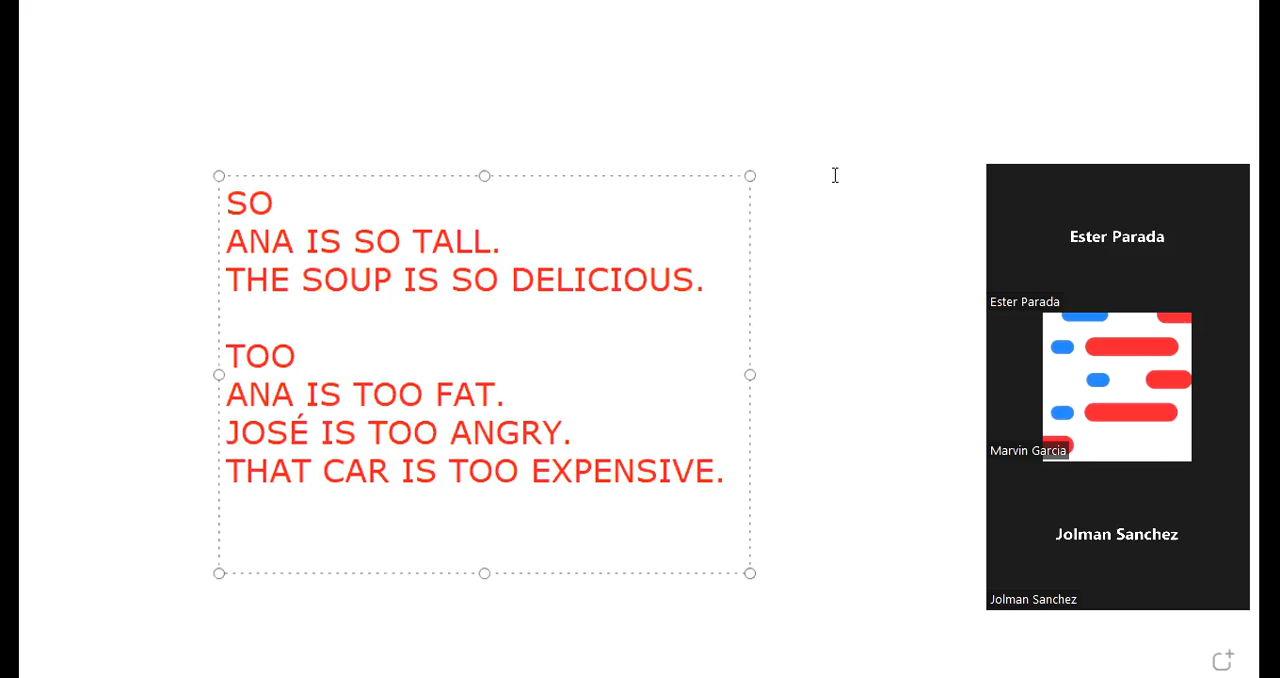 SO
ANA IS SO TALL.
THE SOUP IS SO DELICIOUS.
TOO
ANA IS TOO FAT.
JOSÉ IS TOO ANGRY.
THAT CAR IS TOO EXPENSIVE.
Ester Parada
Ester Parada
Marvin Garcia
Jolman Sanchez
Jolman Sanchez